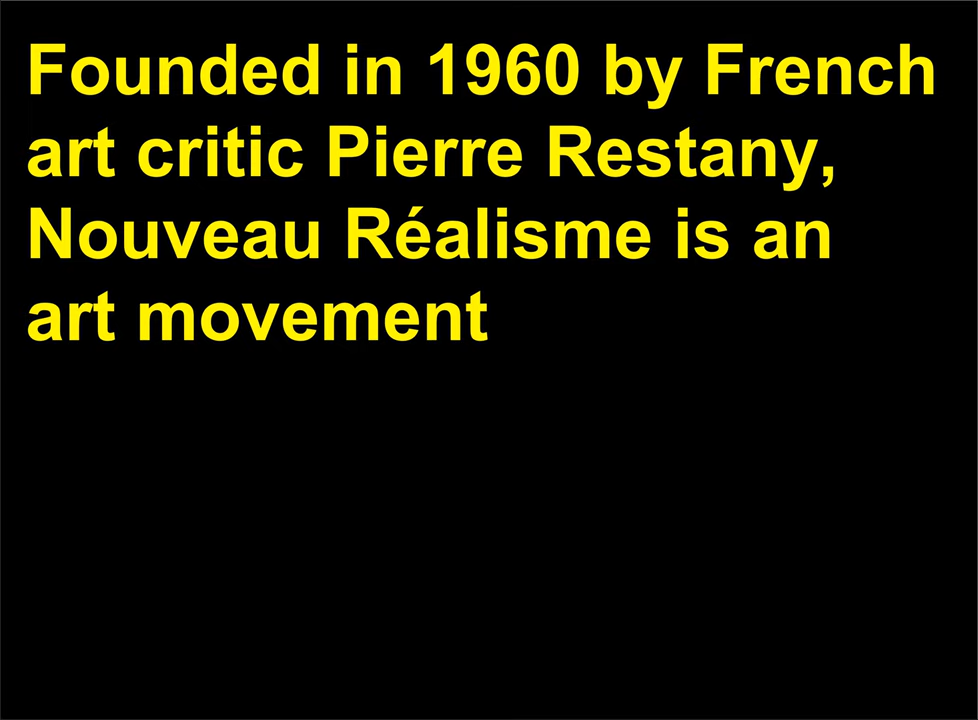 Founded in 1960 by French
art critic Pierre Restany,
Nouveau Réalisme is an
art movement